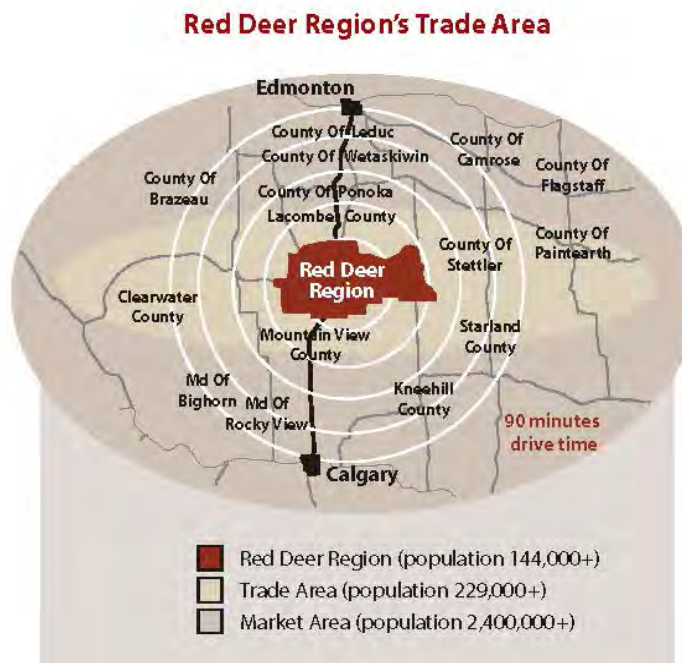 Red Deer Region's Trade Area
Edmonton
County Of Leduc
County Of Wetaskiwin
County Of
Camrose
County Of
Flagstaff
County Of
Brazeau
County Of Ponoka
Lacombe County
County Of
Stettler
County Of
Paintearth
Red Deer
Region
Clearwater
County
Mountain View
County
Starland
County
Md Of
Bighorn
Md Of
Rocky View
Kneehill
County
90 minutes
drive time
Calgary
Red Deer Region (population 144,000+)
Trade Area (population 229,000+)
Market Area (population 2,400,000+)